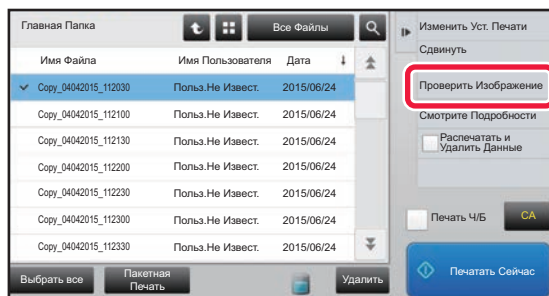 Главная Папка
Все Файлы
Имя Файла Имя Пользователя Дата
Copy_04042015_112030 Польз.Не Извест. 2015/06/24
Copy_04042015_112100 Польз.Не Извест. 2015/06/24
Copy_04042015_112130 Польз.Не Извест. 2015/06/24
Copy_04042015_112200 Польз.Не Извест. 2015/06/24
Copy_04042015_112230 Польз.Не Извест. 2015/06/24
Copy_04042015_112300 Польз.Не Извест. 2015/06/24
Copy_04042015_112330 Польз.Не Извест. 2015/06/24
Выбрать все
Пакетная
Печать
Удалить
Изменить Уст. Печати
Сдвинуть
Проверить Изображение
Смотрите Подробности
Распечатать и
Удалить Данные
Печать Ч/Б
CA
Печатать Сейчас